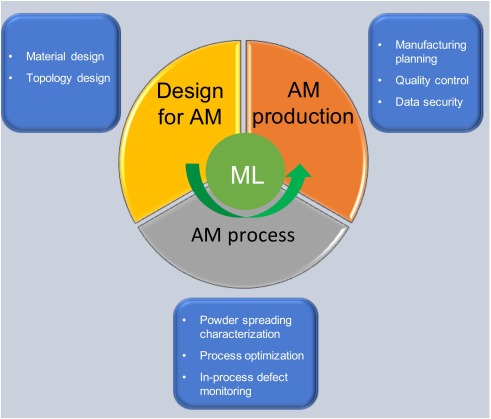 • Material design
• Topology design
• Manufacturing
planning
• Quality control
• Data security
Design
for AM
AM
production
ML
AM process
• Powder spreading
characterization
• Process optimization
• In-process defect
monitoring